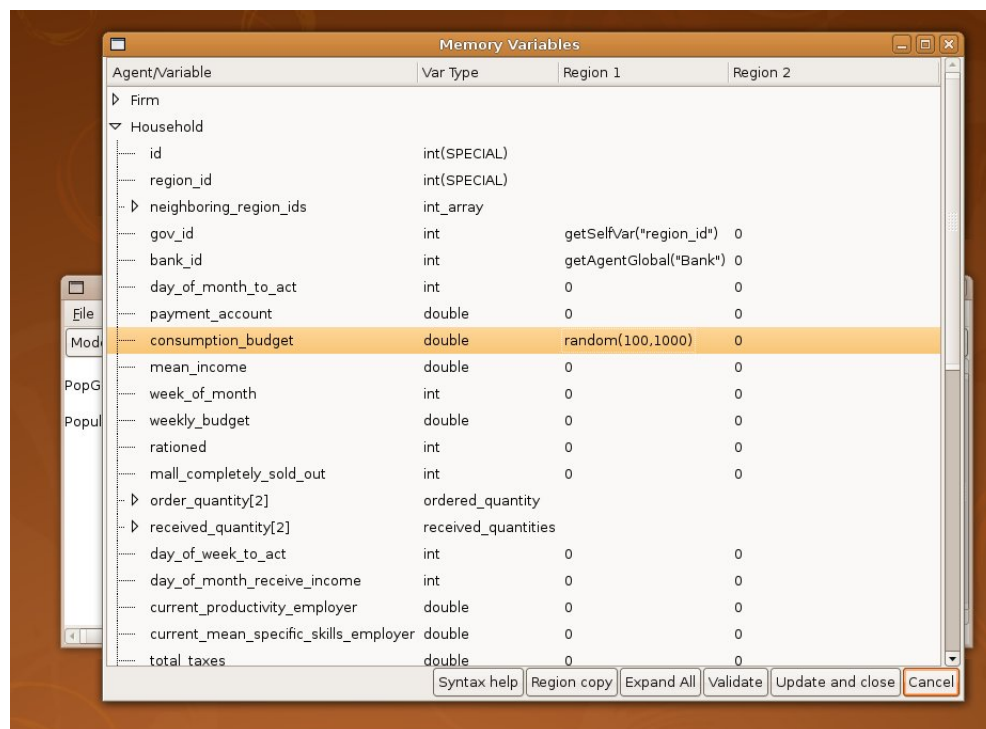 Memory Variables
Agent/Variable Var Type Region 1 Region 2
Firm
Household
id int(SPECIAL)
region_id int(SPECIAL)
neighboring_region_ids int_array
gov_id int getSelfVar("region_id") 0
bank_id int getAgentGlobal("Bank") 0
day_of_month_to_act int 0 0
File
payment_account double 0 0
Mod
consumption_budget double random(100,1000) 0
mean_income double 0 0
PopG
week_of_month int 0 0
Popul
weekly_budget double 0 0
rationed int 0 0
mall_completely_sold_out int 0 0
order_quantity[2] ordered_quantity
received_quantity[2] received_quantities
day_of_week_to_act int 0 0
day_of_month_receive_income int 0 0
current_productivity_employer double 0 0
current_mean_specific_skills_employer double 0 0
total_taxes double 0 0
Syntax help Region copy Expand All Validate Update and close Cancel